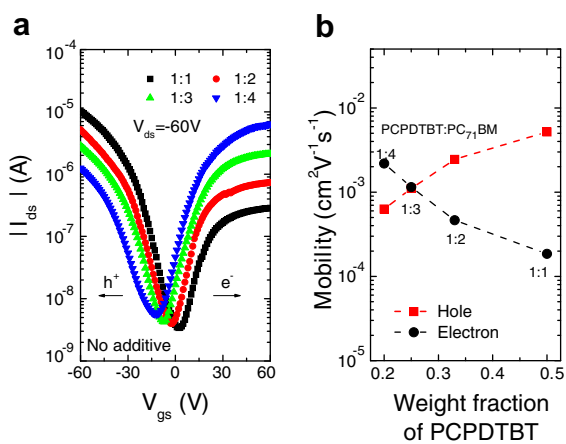 a
10⁻⁴
10⁻⁵
10⁻⁶
10⁻⁷
10⁻⁸
10⁻⁹
| I_ds | (A)
1:1 1:2
1:3 1:4
V_ds=-60V
h⁺ e⁻
No additive
-60 -30 0 30 60
V_gs (V)
b
10⁻²
10⁻³
10⁻⁴
10⁻⁵
Mobility (cm²V⁻¹s⁻¹)
PCPDTBT:PC₇₁BM
1:4
1:3
1:2
1:1
Hole
Electron
0.2 0.3 0.4 0.5
Weight fraction
of PCPDTBT